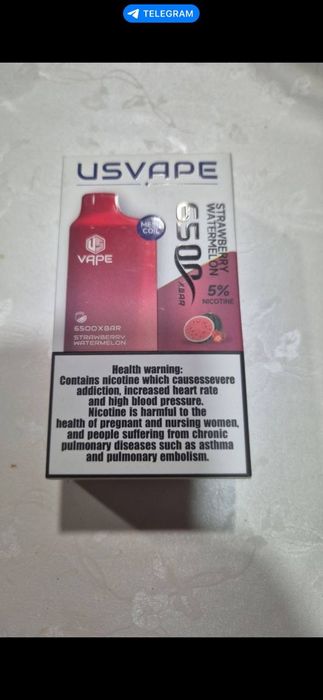 TELEGRAM
USVAPE
MESH
COIL
US
VAPE
6500XBAR
STRAWBERRY
WATERMELON
6500
XBAR
STRAWBERRY
WATERMELON
5%
NICOTINE
Health warning:
Contains nicotine which causessevere
addiction, increased heart rate
and high blood pressure.
Nicotine is harmful to the
health of pregnant and nursing women,
and people suffering from chronic
pulmonary diseases such as asthma
and pulmonary embolism.